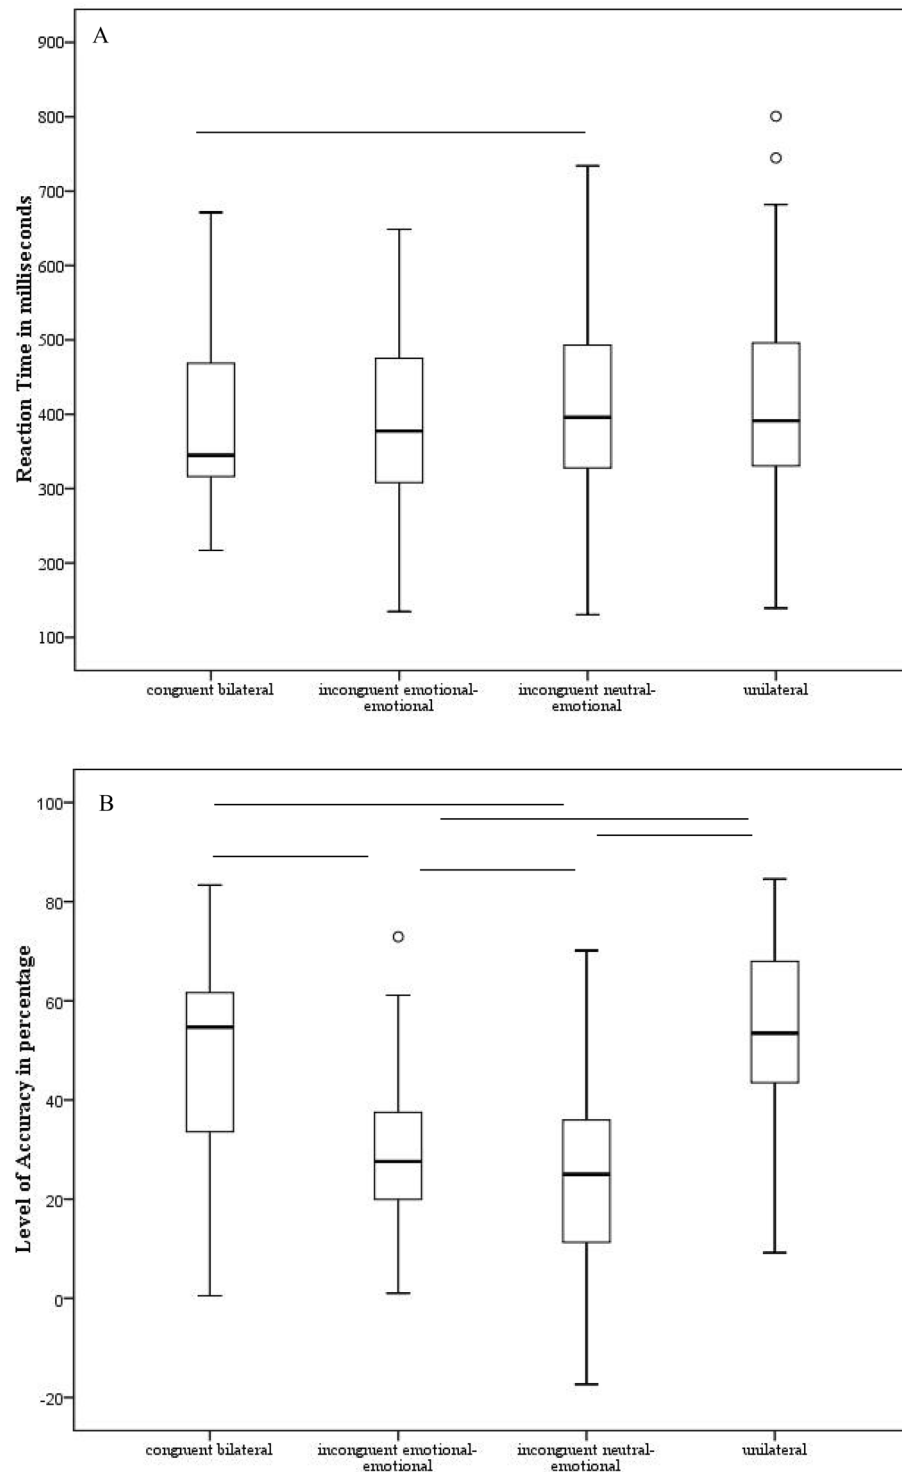 A
900
800
700
600
500
400
300
200
100
Reaction Time in milliseconds
congruent bilateral
incongruent emotional-
emotional
incongruent neutral-
emotional
unilateral
B
100
80
60
40
20
0
-20
Level of Accuracy in percentage
congruent bilateral
incongruent emotional-
emotional
incongruent neutral-
emotional
unilateral